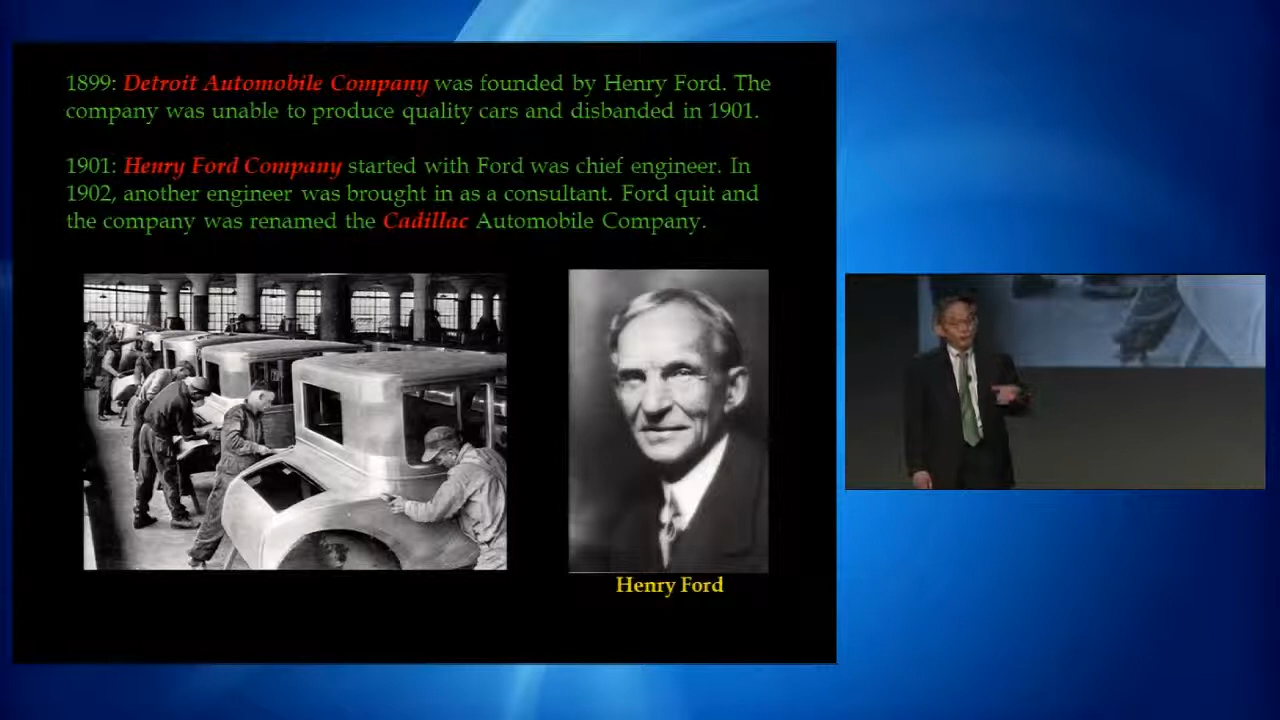 1899: Detroit Automobile Company was founded by Henry Ford. The
company was unable to produce quality cars and disbanded in 1901.
1901: Henry Ford Company started with Ford was chief engineer. In
1902, another engineer was brought in as a consultant. Ford quit and
the company was renamed the Cadillac Automobile Company.
Henry Ford